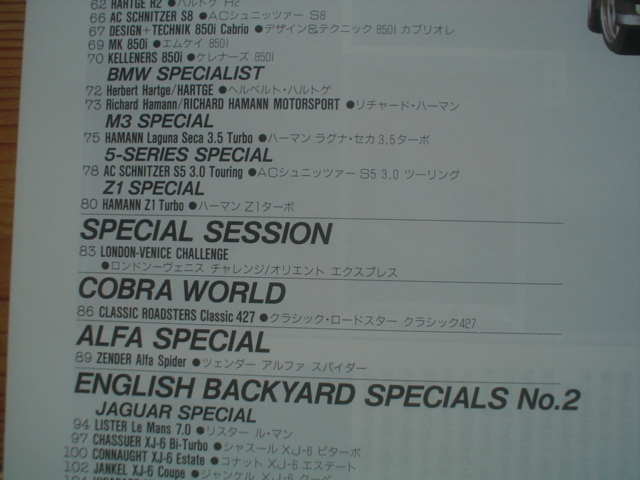 62 HARTGE H2 ●ハルトゲ H2
66 AC SCHNITZER S8 ●ACシュニッツァー S8
67 DESIGN+TECHNIK 850i Cabrio ●デザイン&テクニック 850i カブリオレ
69 MK 850i ●エムケイ 850i
70 KELLENERS 850i ●ケレナーズ 850i
BMW SPECIALIST
72 Herbert Hartge/HARTGE ●ヘルベルト・ハルトゲ
73 Richard Hamann/RICHARD HAMANN MOTORSPORT ●リチャード・ハーマン
M3 SPECIAL
75 HAMANN Laguna Seca 3.5 Turbo ●ハーマン ラグナ・セカ 3.5ターボ
5-SERIES SPECIAL
78 AC SCHNITZER S5 3.0 Touring ●ACシュニッツァー S5 3.0 ツーリング
Z1 SPECIAL
80 HAMANN Z1 Turbo ●ハーマン Z1ターボ
SPECIAL SESSION
83 LONDON-VENICE CHALLENGE
●ロンドンーヴェニス チャレンジ/オリエント エクスプレス
COBRA WORLD
86 CLASSIC ROADSTERS Classic 427 ●クラシック・ロードスター クラシック427
ALFA SPECIAL
89 ZENDER Alfa Spider ●ツェンダー アルファ スパイダー
ENGLISH BACKYARD SPECIALS No.2
JAGUAR SPECIAL
94 LISTER Le Mans 7.0 ●リスター ル・マン
97 CHASSUER XJ-6 Bi-Turbo ●シャスール XJ-6 ビターボ
100 CONNAUGHT XJ-6 Estate ●コナット XJ-6 エステート
102 JANKEL XJ-6 Coupe ●ジャンケル XJ-6 クーペ